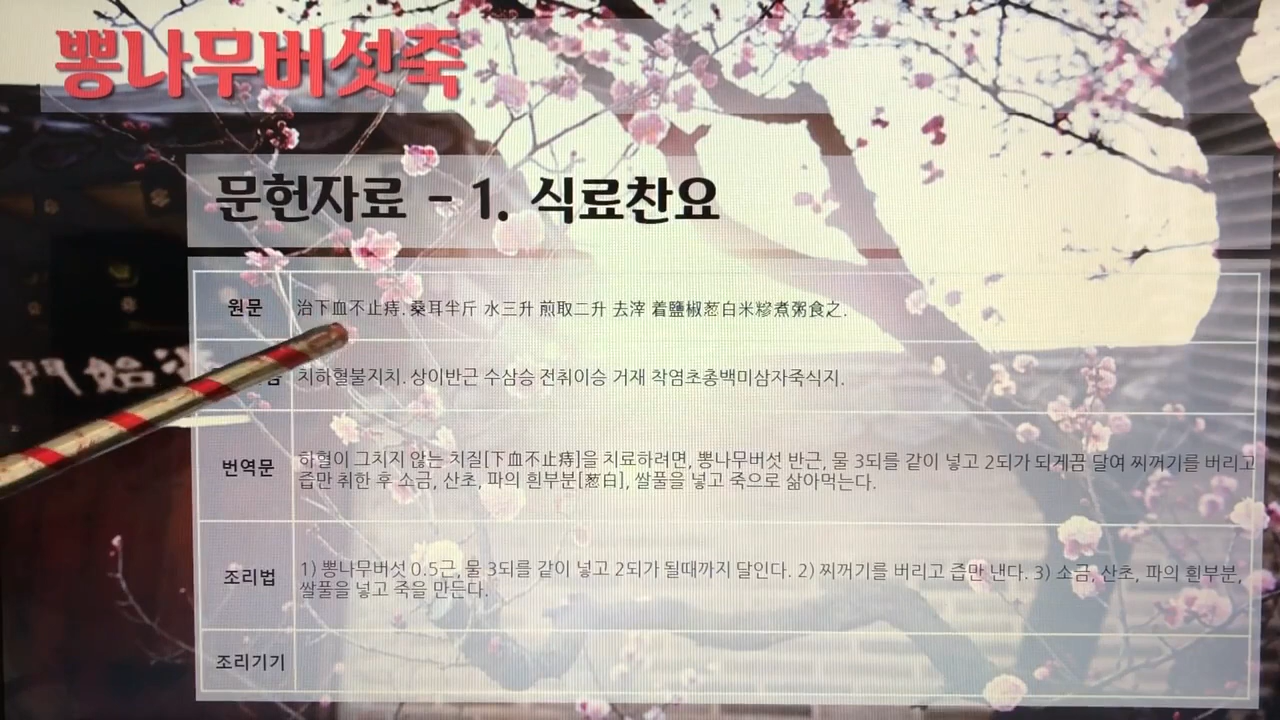 뽕나무버섯죽
문헌자료 - 1. 식료찬요
원문
治下血不止痔. 桑耳半斤 水三升 煎取二升 去滓 着鹽椒葱白米糝煮粥食之.
치하혈불지치. 상이반근 수삼승 전취이승 거재 착염초총백미삼자죽식지.
번역문
하혈이 그치지 않는 치질[下血不止痔]을 치료하려면, 뽕나무버섯 반근, 물 3되를 같이 넣고 2되가 되게끔 달여 찌꺼기를 버리고
즙만 취한 후 소금, 산초, 파의 흰부분[葱白], 쌀풀을 넣고 죽으로 삶아먹는다.
조리법
1) 뽕나무버섯 0.5근, 물 3되를 같이 넣고 2되가 될때까지 달인다. 2) 찌꺼기를 버리고 즙만 낸다. 3) 소금, 산초, 파의 흰부분,
쌀풀을 넣고 죽을 만든다.
조리기기
門始